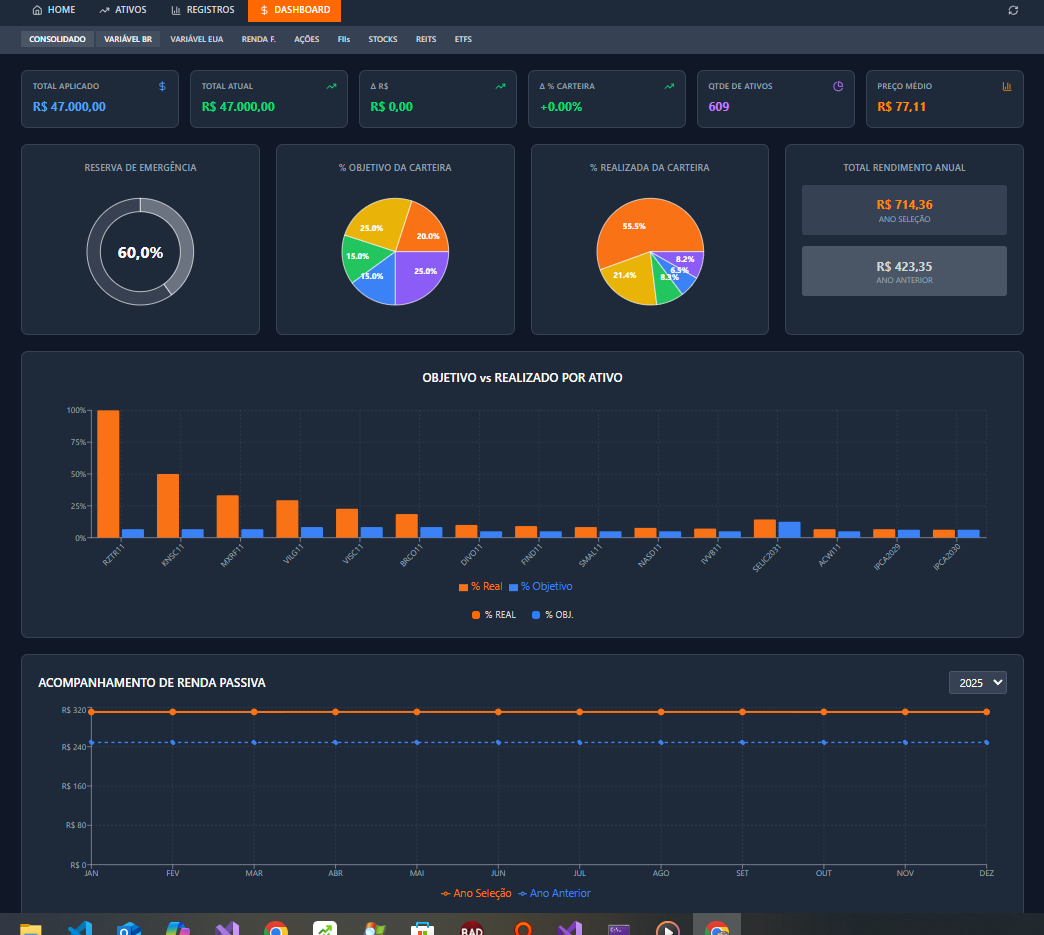 HOME ATIVOS REGISTROS DASHBOARD
CONSOLIDADO VARIÁVEL BR VARIÁVEL EUA RENDA F. AÇÕES FIIs STOCKS REITS ETFS
TOTAL APLICADO TOTAL ATUAL Δ R$ Δ % CARTEIRA QTDE DE ATIVOS PREÇO MÉDIO
R$ 47.000,00 R$ 47.000,00 R$ 0,00 +0.00% 609 R$ 77,11
RESERVA DE EMERGÊNCIA
60,0%
% OBJETIVO DA CARTEIRA
25.0%
20.0%
15.0%
15.0%
25.0%
% REALIZADA DA CARTEIRA
55.5%
21.4%
8.3%
6.5%
8.2%
TOTAL RENDIMENTO ANUAL
R$ 714,36
ANO SELEÇÃO
R$ 423,35
ANO ANTERIOR
OBJETIVO vs REALIZADO POR ATIVO
100%
75%
50%
25%
0%
RZTR11 KNSC11 MXRF11 VILG11 VISC11 BRCO11 DIVO11 FIND11 SMAL11 NASD11 IVVB11 SEUC2031 ACWI11 IPCA2029 IPCA2030
% Real % Objetivo
% REAL % OBJ.
ACOMPANHAMENTO DE RENDA PASSIVA 2025
R$ 320
R$ 240
R$ 160
R$ 80
R$ 0
JAN FEV MAR ABR MAI JUN JUL AGO SET OUT NOV DEZ
Ano Seleção Ano Anterior
BAD